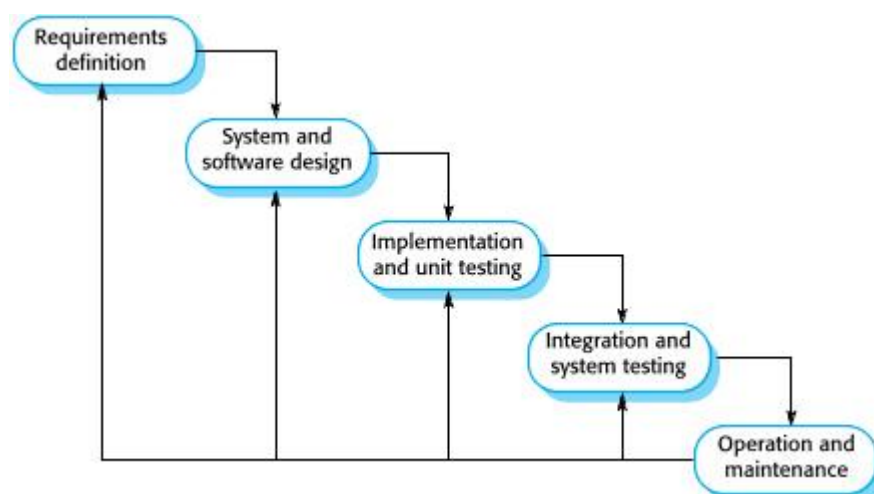 Requirements
definition
System and
software design
Implementation
and unit testing
Integration and
system testing
Operation and
maintenance